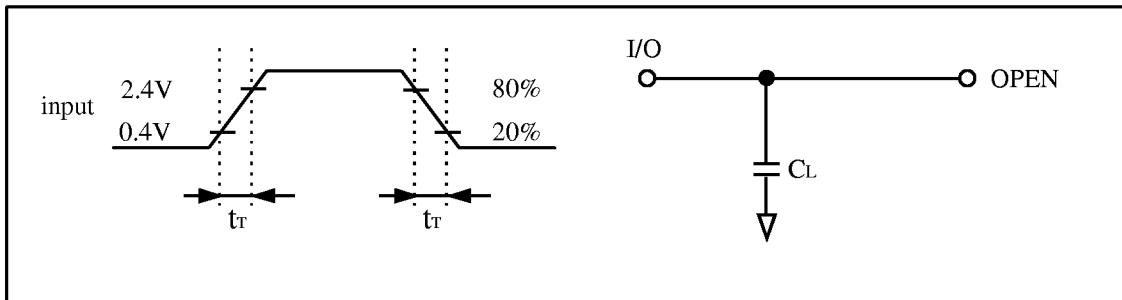 input
2.4V
0.4V
80%
20%
tT
tT
I/O
OPEN
CL